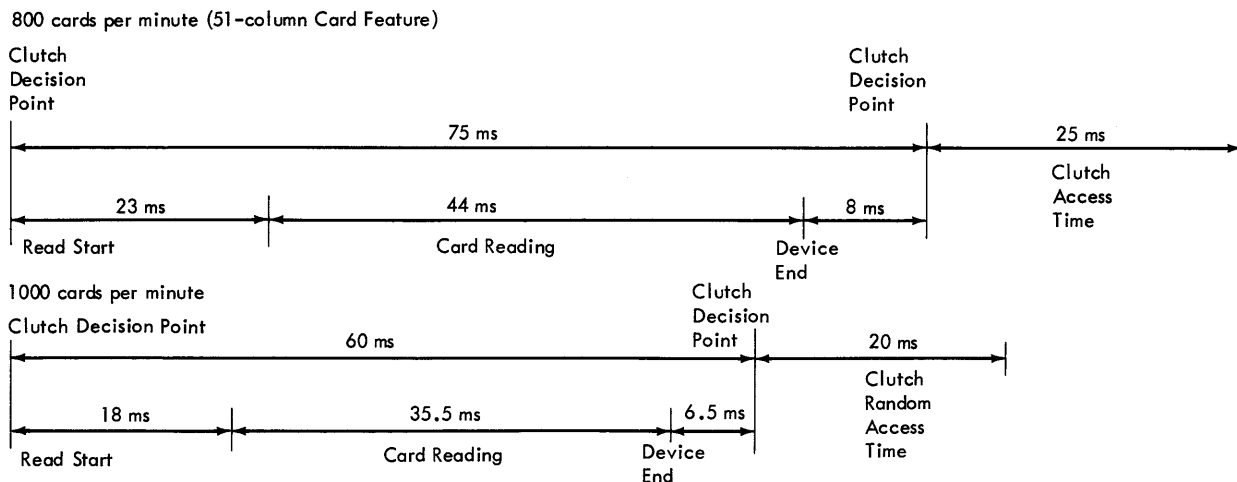 800 cards per minute (51-column Card Feature)
Clutch
Decision
Point
Clutch
Decision
Point
75 ms
25 ms
Clutch
Access
Time
23 ms
44 ms
8 ms
Read Start
Card Reading
Device
End
1000 cards per minute
Clutch Decision Point
Clutch
Decision
Point
60 ms
20 ms
Clutch
Random
Access
Time
18 ms
35.5 ms
6.5 ms
Read Start
Card Reading
Device
End